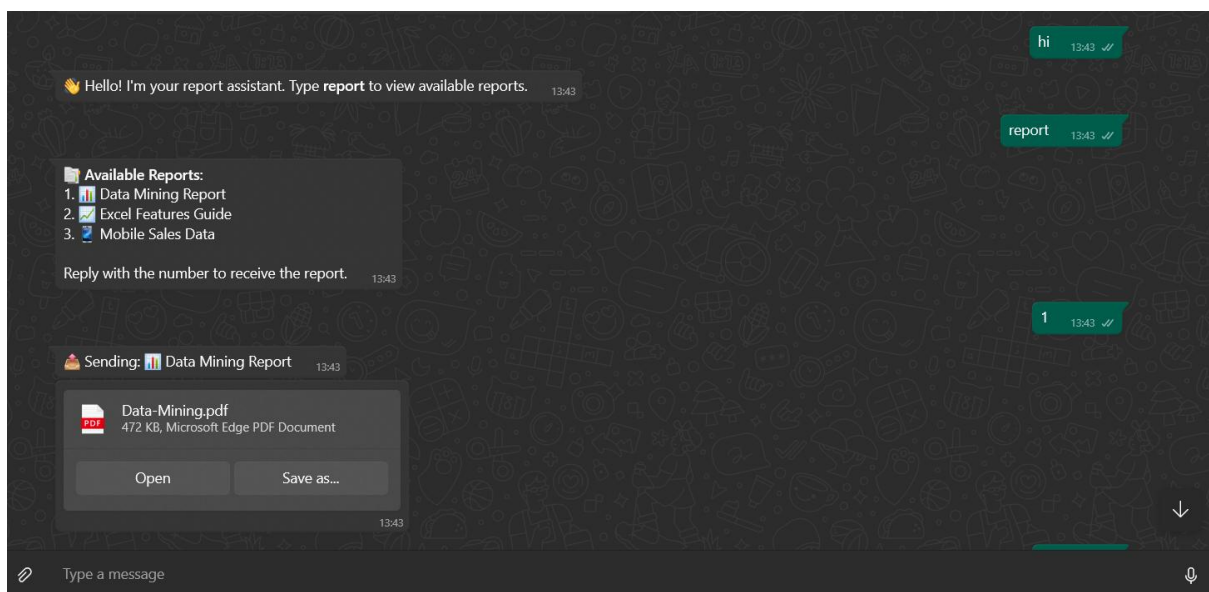 hi 13:43
👋 Hello! I'm your report assistant. Type report to view available reports. 13:43
report 13:43
📑 Available Reports:
1. 📊 Data Mining Report
2. 📈 Excel Features Guide
3. 📱 Mobile Sales Data
Reply with the number to receive the report. 13:43
1 13:43
📤 Sending: 📊 Data Mining Report 13:43
PDF
Data-Mining.pdf
472 KB, Microsoft Edge PDF Document
Open Save as...
13:43
Type a message